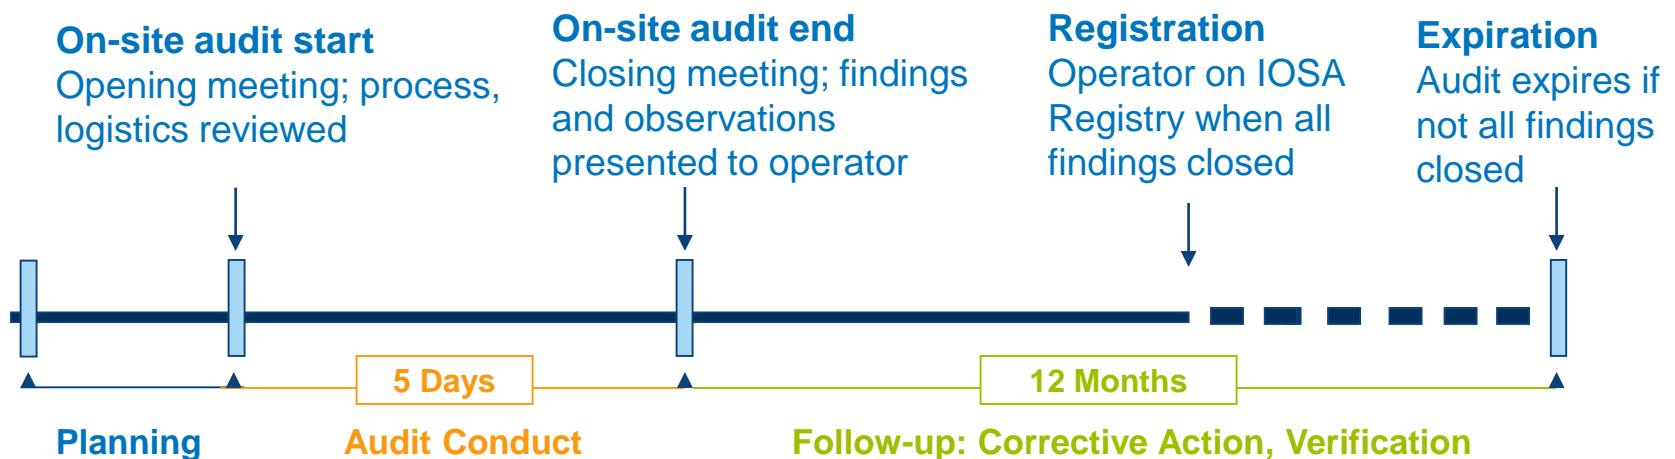 On-site audit start
Opening meeting; process,
logistics reviewed
On-site audit end
Closing meeting; findings
and observations
presented to operator
Registration
Operator on IOSA
Registry when all
findings closed
Expiration
Audit expires if
not all findings
closed
5 Days
12 Months
Planning
Audit Conduct
Follow-up: Corrective Action, Verification